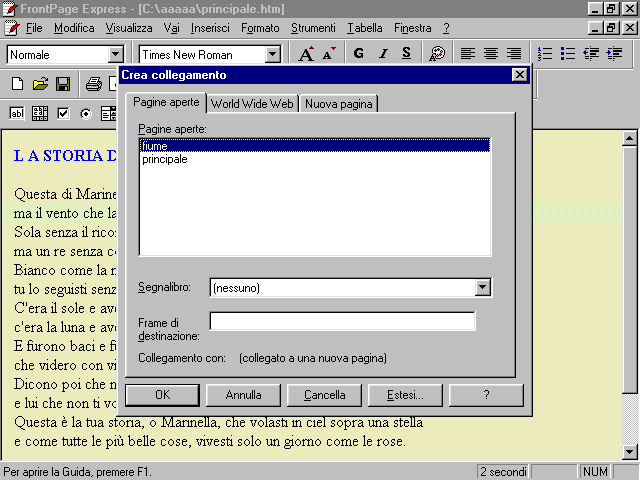 FrontPage Express - [C:\aaaaa\principale.htm]
File Modifica Visualizza Vai Inserisci Formato Strumenti Tabella Finestra ?
Normale Times New Roman A A G I S
Crea collegamento
Pagine aperte World Wide Web Nuova pagina
Pagine aperte:
fiume
principale
Segnalibro: (nessuno)
Frame di
destinazione:
Collegamento con: (collegato a una nuova pagina)
OK Annulla Cancella Estesi... ?
L A STORIA D
Questa di Marine
ma il vento che la
Sola senza il rico
ma un re senza c
Bianco come la
tu lo seguisti senz
C'era il sole e av
c'era la luna e av
E furono baci e f
che videro con vi
Dicono poi che
e lui che non ti v
Questa è la tua storia, o Marinella, che volasti in ciel sopra una stella
e come tutte le più belle cose, vivesti solo un giorno come le rose.
Per aprire la Guida, premere F1. 2 secondi NUM